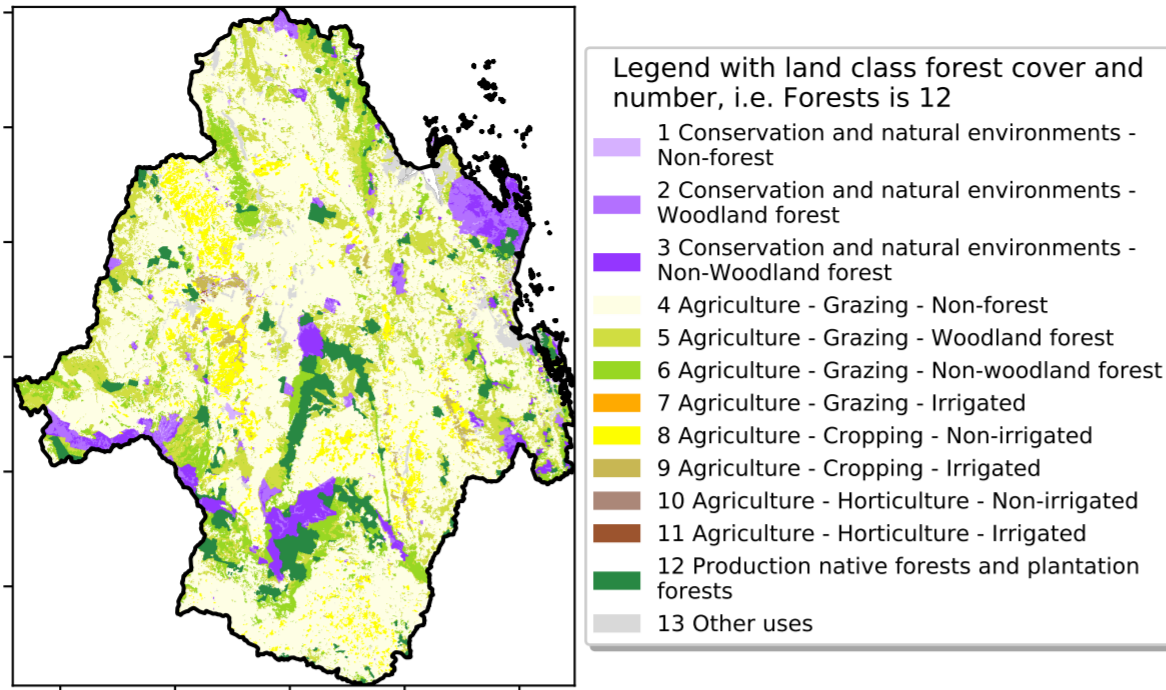 Legend with land class forest cover and
number, i.e. Forests is 12
1 Conservation and natural environments -
Non-forest
2 Conservation and natural environments -
Woodland forest
3 Conservation and natural environments -
Non-Woodland forest
4 Agriculture - Grazing - Non-forest
5 Agriculture - Grazing - Woodland forest
6 Agriculture - Grazing - Non-woodland forest
7 Agriculture - Grazing - Irrigated
8 Agriculture - Cropping - Non-irrigated
9 Agriculture - Cropping - Irrigated
10 Agriculture - Horticulture - Non-irrigated
11 Agriculture - Horticulture - Irrigated
12 Production native forests and plantation
forests
13 Other uses